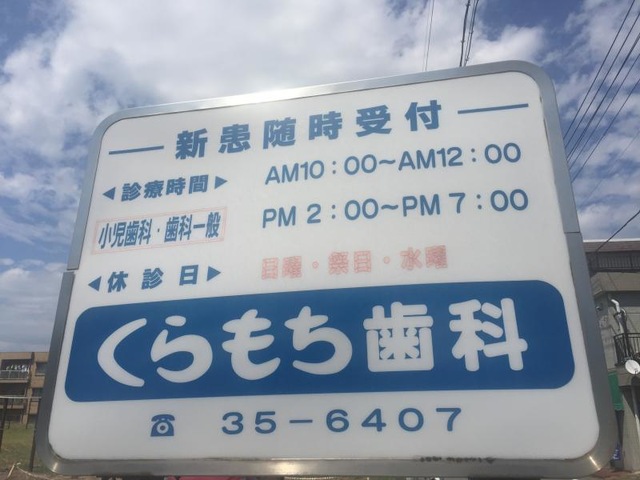 新患随時受付
◀診療時間▶
AM10:00〜AM12:00
小児歯科・歯科一般
PM 2:00〜PM 7:00
◀休診日▶
日曜・祭日・水曜
くらもち歯科
☎ 35-6407